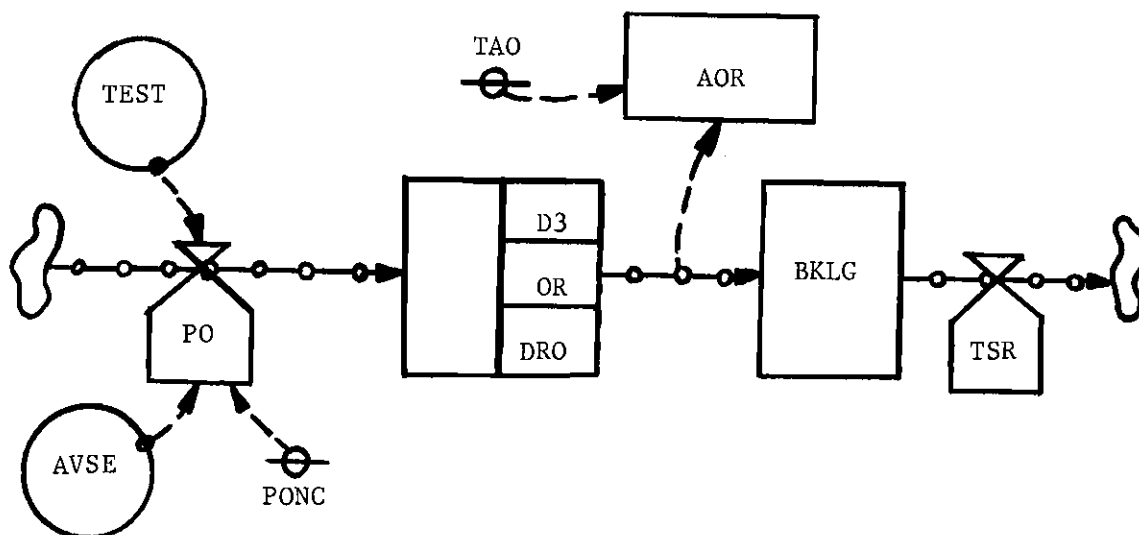 TAO
AOR
TEST
D3
OR
DRO
BKLG
PO
TSR
AVSE
PONC